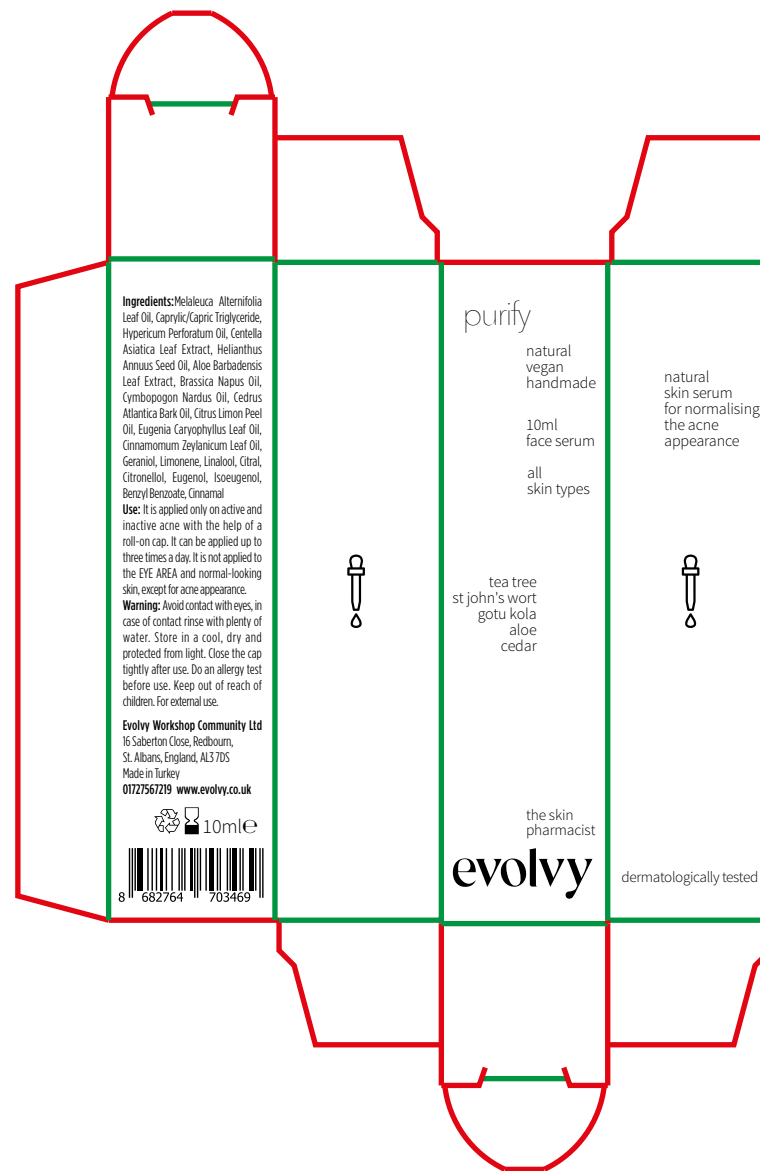 Ingredients:Melaleuca Alternifolia
Leaf Oil, Caprylic/Capric Triglyceride,
Hypericum Perforatum Oil, Centella
Asiatica Leaf Extract, Helianthus
Annuus Seed Oil, Aloe Barbadensis
Leaf Extract, Brassica Napus Oil,
Cymbopogon Nardus Oil, Cedrus
Atlantica Bark Oil, Citrus Limon Peel
Oil, Eugenia Caryophyllus Leaf Oil,
Cinnamomum Zeylanicum Leaf Oil,
Geraniol, Limonene, Linalool, Citral,
Citronellol, Eugenol, Isoeugenol,
Benzyl Benzoate, Cinnamal
Use: It is applied only on active and
inactive acne with the help of a
roll-on cap. It can be applied up to
three times a day. It is not applied to
the EYE AREA and normal-looking
skin, except for acne appearance.
Warning: Avoid contact with eyes, in
case of contact rinse with plenty of
water. Store in a cool, dry and
protected from light. Close the cap
tightly after use. Do an allergy test
before use. Keep out of reach of
children. For external use.
Evolvy Workshop Community Ltd
16 Saberton Close, Redbourn,
St. Albans, England, AL3 7DS
Made in Turkey
01727567219 www.evolvy.co.uk
10ml℮
8 682764 703469
purify
natural
vegan
handmade
10ml
face serum
all
skin types
tea tree
st john's wort
gotu kola
aloe
cedar
the skin
pharmacist
evolvy
natural
skin serum
for normalising
the acne
appearance
dermatologically tested